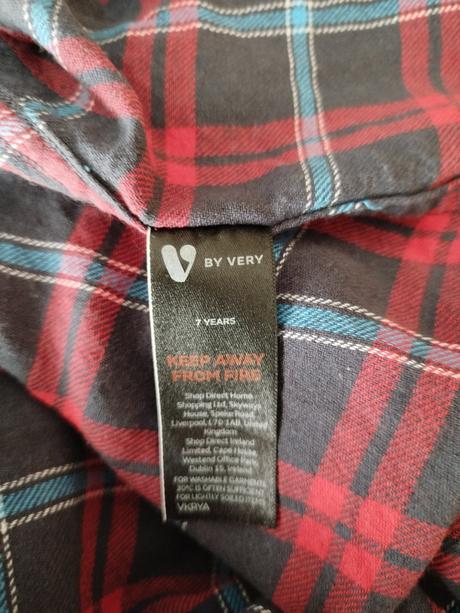 V BY VERY
7 YEARS
KEEP AWAY
FROM FIRE
Shop Direct Home
Shopping Ltd, Skyways
House, Speke Road,
Liverpool, L70 1AB, United
Kingdom
Shop Direct Ireland
Limited, Cape House,
Westend Office Park,
Dublin 15, Ireland
FOR WASHABLE GARMENTS
30°C IS OFTEN SUFFICIENT
FOR LIGHTLY SOILED ITEMS
VKRYA